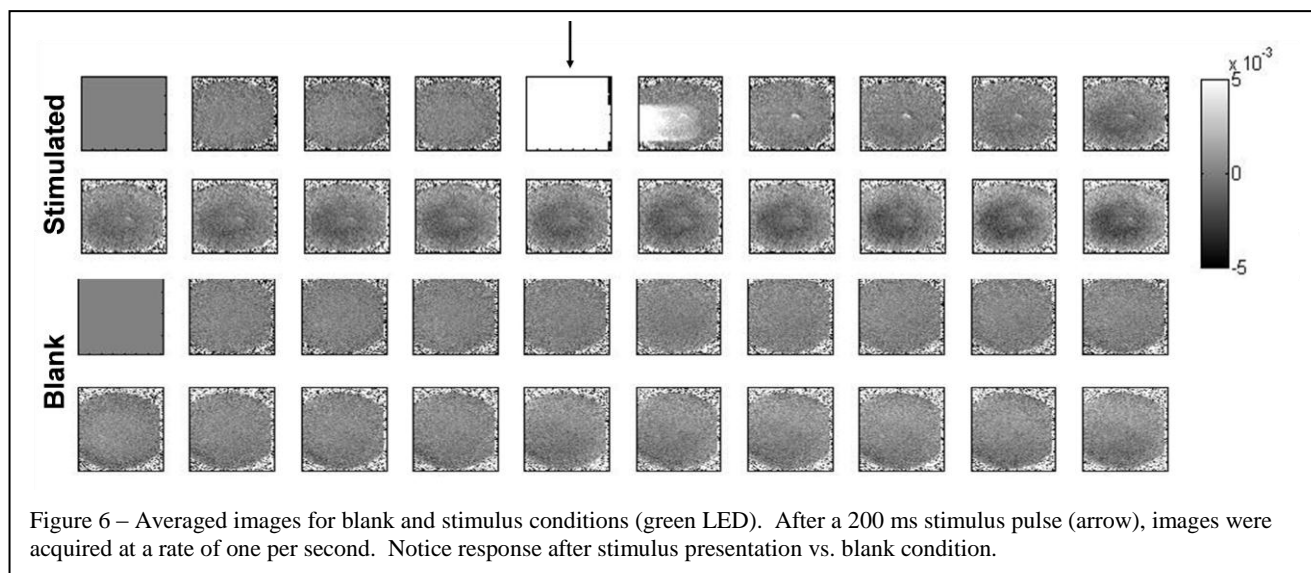 x 10⁻³
5
0
-5
Stimulated
Blank
Figure 6 – Averaged images for blank and stimulus conditions (green LED).  After a 200 ms stimulus pulse (arrow), images were
acquired at a rate of one per second.  Notice response after stimulus presentation vs. blank condition.